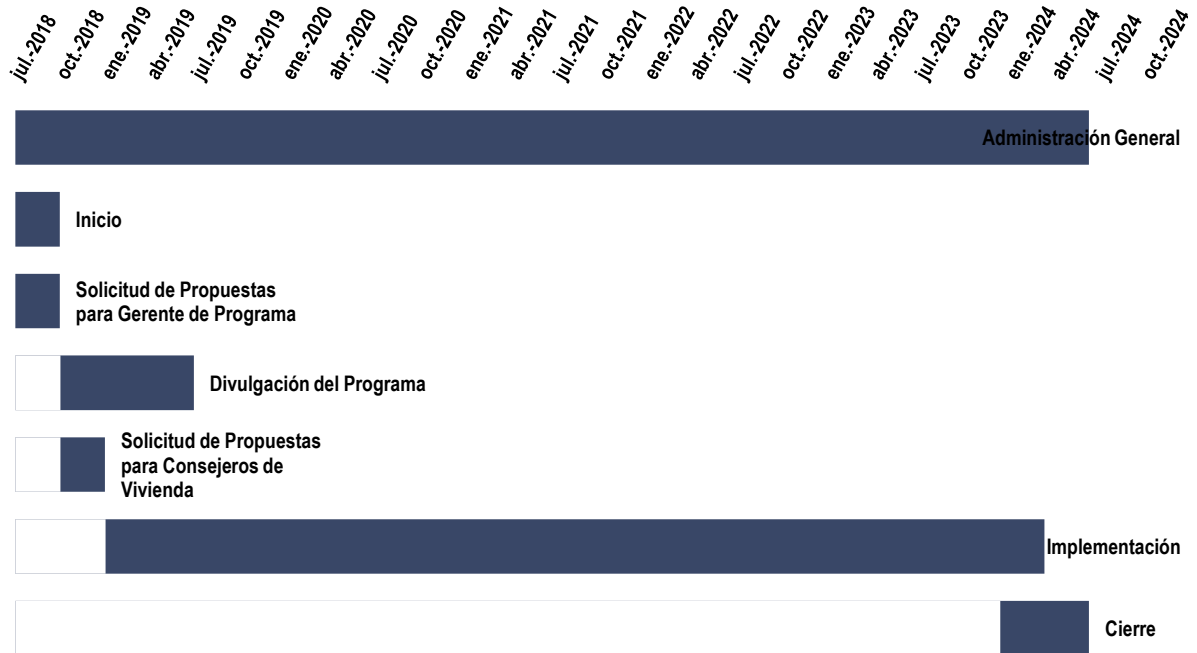 jul.-2018
oct.-2018
ene.-2019
abr.-2019
jul.-2019
oct.-2019
ene.-2020
abr.-2020
jul.-2020
oct.-2020
ene.-2021
abr.-2021
jul.-2021
oct.-2021
ene.-2022
abr.-2022
jul.-2022
oct.-2022
ene.-2023
abr.-2023
jul.-2023
oct.-2023
ene.-2024
abr.-2024
jul.-2024
oct.-2024
Administración General
Inicio
Solicitud de Propuestas
para Gerente de Programa
Divulgación del Programa
Solicitud de Propuestas
para Consejeros de
Vivienda
Implementación
Cierre